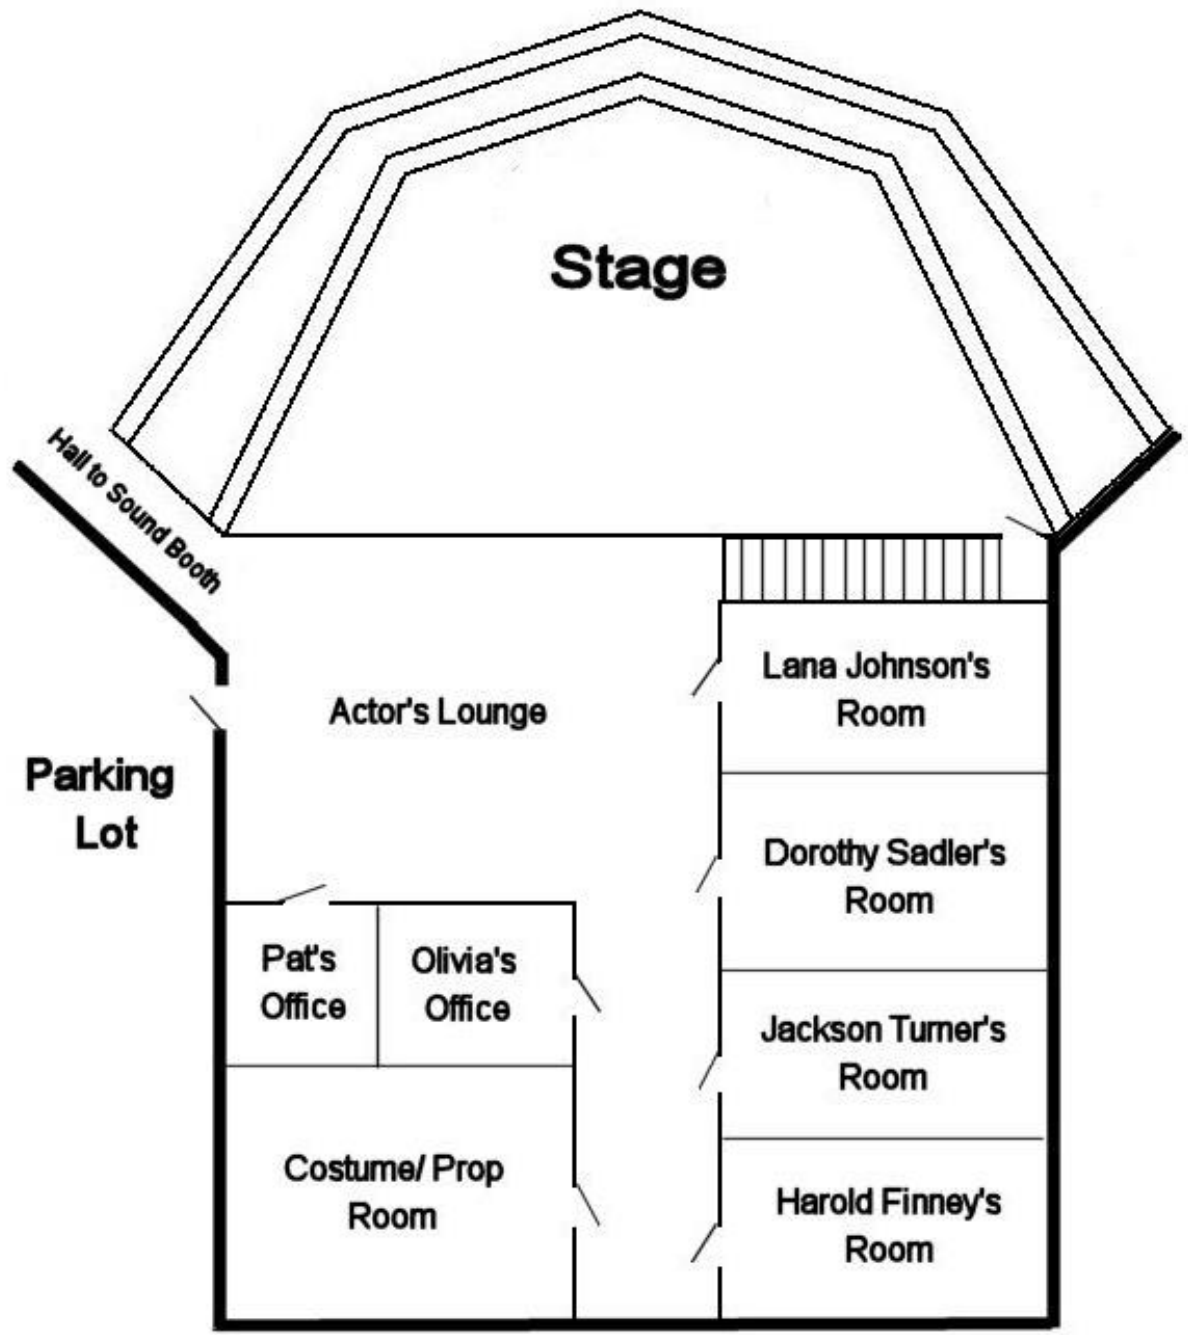 Stage
Hall to Sound Booth
Lana Johnson's
Room
Actor's Lounge
Parking
Lot
Dorothy Sadler's
Room
Pat's
Office
Olivia's
Office
Jackson Turner's
Room
Costume/ Prop
Room
Harold Finney's
Room